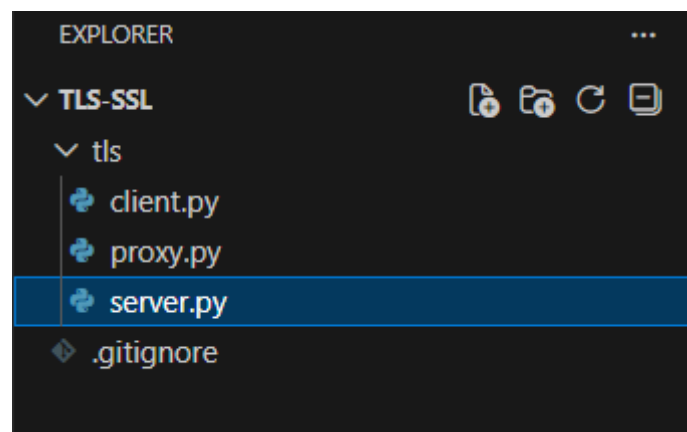 EXPLORER
TLS-SSL
tls
client.py
proxy.py
server.py
.gitignore